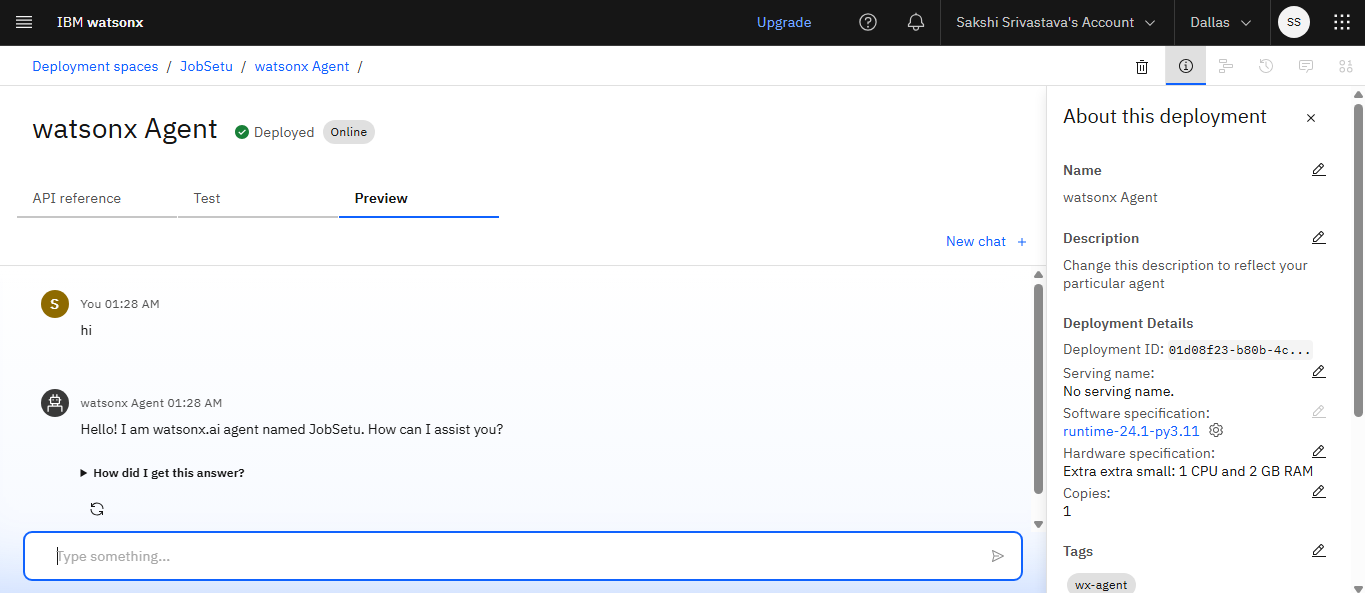 IBM watsonx
Upgrade
Sakshi Srivastava's Account
Dallas
SS
Deployment spaces / JobSetu / watsonx Agent /
watsonx Agent
Deployed
Online
API reference
Test
Preview
New chat +
S
You 01:28 AM
hi
watsonx Agent 01:28 AM
Hello! I am watsonx.ai agent named JobSetu. How can I assist you?
How did I get this answer?
Type something...
About this deployment
Name
watsonx Agent
Description
Change this description to reflect your
particular agent
Deployment Details
Deployment ID: 01d08f23-b80b-4c...
Serving name:
No serving name.
Software specification:
runtime-24.1-py3.11
Hardware specification:
Extra extra small: 1 CPU and 2 GB RAM
Copies:
1
Tags
wx-agent